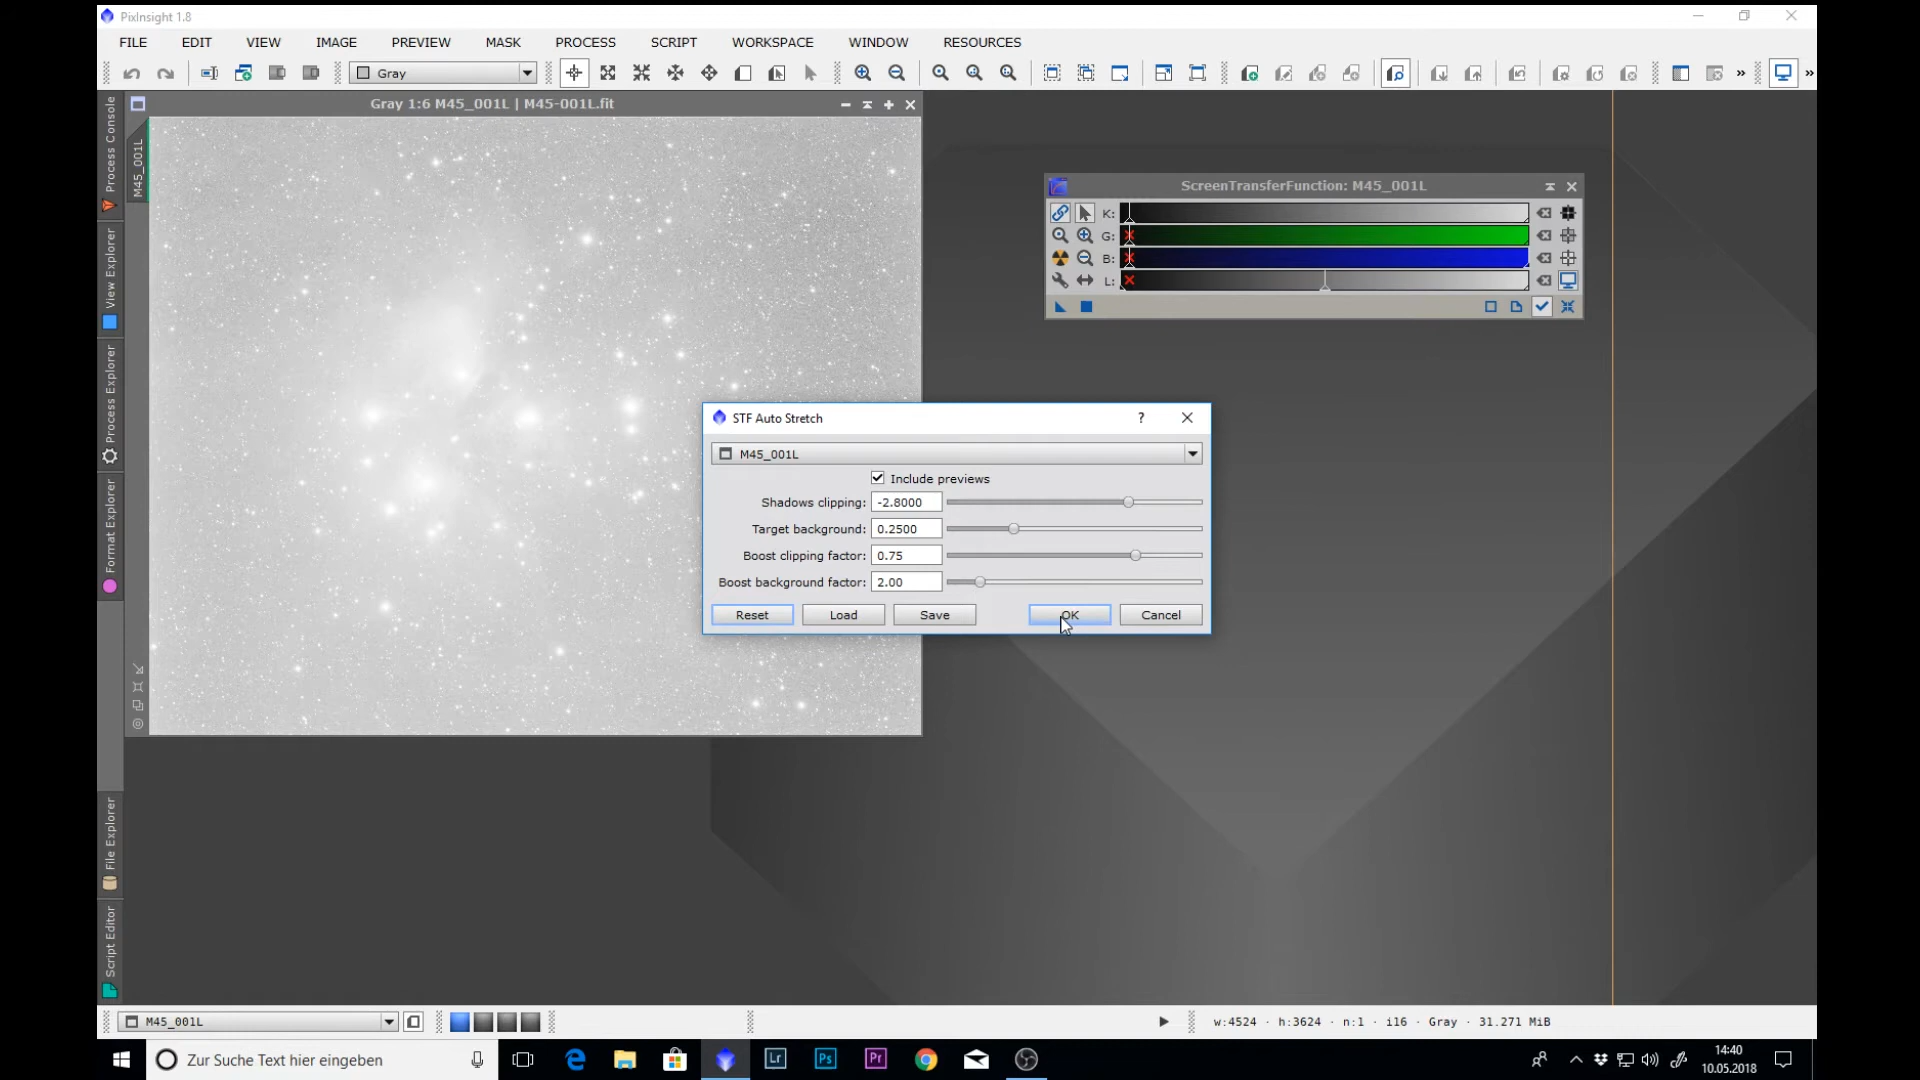 PixInsight 1.8
FILE EDIT VIEW IMAGE PREVIEW MASK PROCESS SCRIPT WORKSPACE WINDOW RESOURCES
Gray
» »
Gray 1:6 M45_001L | M45-001L.fit
M45_001L
Process Console
View Explorer
Process Explorer
Format Explorer
File Explorer
Script Editor
ScreenTransferFunction: M45_001L
K:
G:
B:
L:
STF Auto Stretch
?
M45_001L
Include previews
Shadows clipping: -2.8000
Target background: 0.2500
Boost clipping factor: 0.75
Boost background factor: 2.00
Reset Load Save OK Cancel
M45_001L
w:4524 · h:3624 · n:1 · i16 · Gray · 31.271 MiB
Zur Suche Text hier eingeben
Lr Ps Pr
14:40
10.05.2018